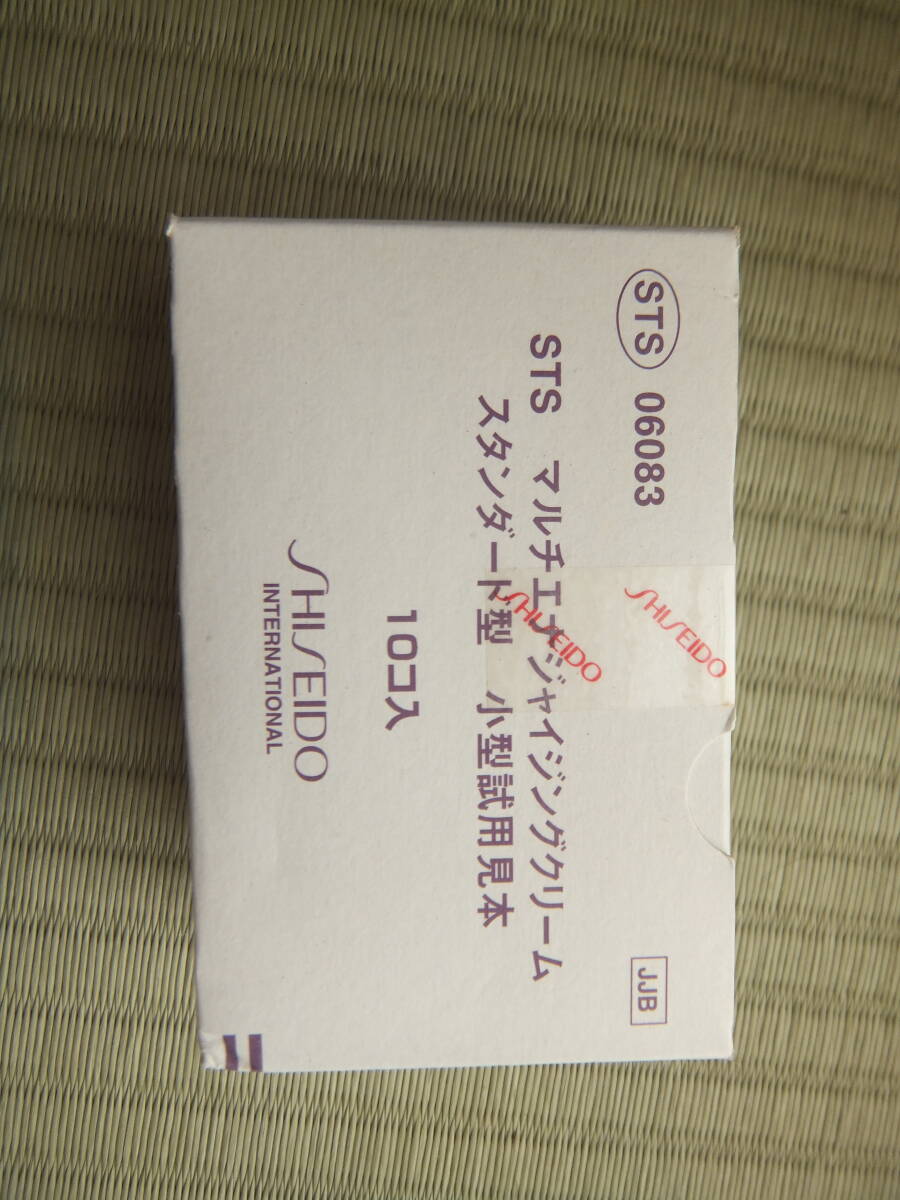 STS 06083
STS マルチエナジャイジングクリーム
スタンダード型 小型試用見本
10コ入
SHISEIDO
INTERNATIONAL
JJB
SHISEIDO
SHISEIDO